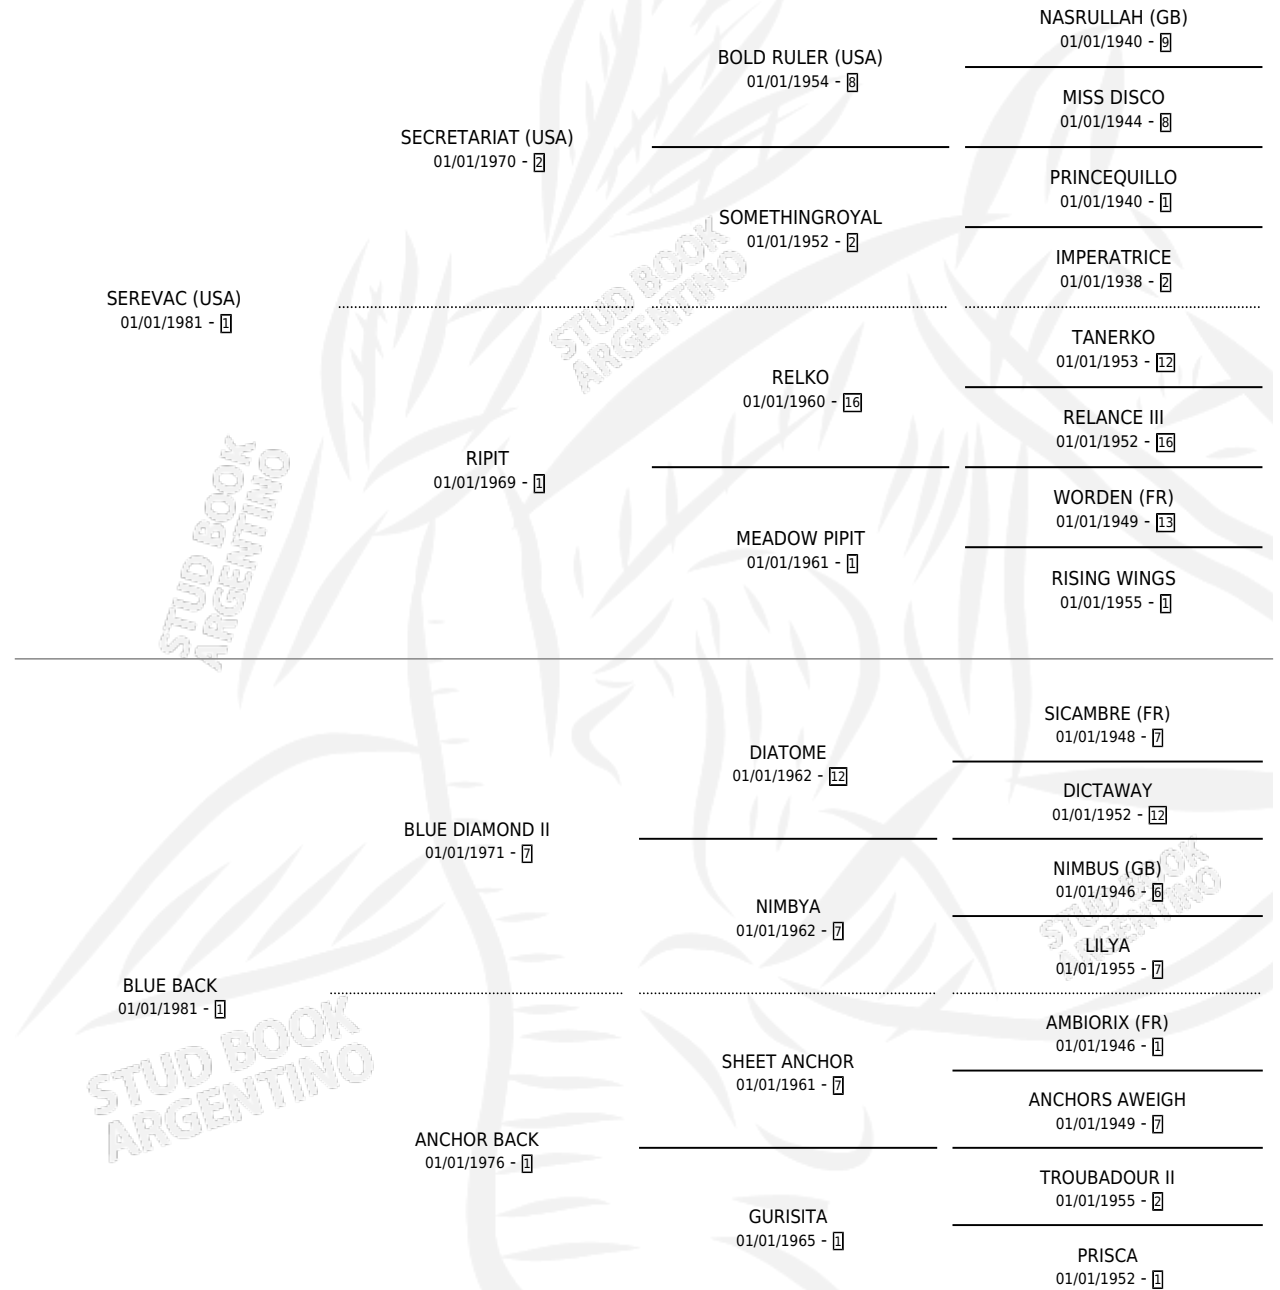 NASRULLAH (GB)
01/01/1940 - 9
BOLD RULER (USA)
01/01/1954 - 8
MISS DISCO
01/01/1944 - 8
SECRETARIAT (USA)
01/01/1970 - 2
PRINCEQUILLO
01/01/1940 - 1
SOMETHINGROYAL
01/01/1952 - 2
IMPERATRICE
01/01/1938 - 2
SEREVAC (USA)
01/01/1981 - 1
TANERKO
01/01/1953 - 12
RELKO
01/01/1960 - 16
RELANCE III
01/01/1952 - 16
RIPIT
01/01/1969 - 1
WORDEN (FR)
01/01/1949 - 13
MEADOW PIPIT
01/01/1961 - 1
RISING WINGS
01/01/1955 - 1
STUD BOOK
ARGENTINO
STUD BOOK
ARGENTINO
SICAMBRE (FR)
01/01/1948 - 7
DIATOME
01/01/1962 - 12
DICTAWAY
01/01/1952 - 12
BLUE DIAMOND II
01/01/1971 - 7
NIMBUS (GB)
01/01/1946 - 6
NIMBYA
01/01/1962 - 7
LILYA
01/01/1955 - 7
BLUE BACK
01/01/1981 - 1
AMBIORIX (FR)
01/01/1946 - 1
SHEET ANCHOR
01/01/1961 - 7
ANCHORS AWEIGH
01/01/1949 - 7
ANCHOR BACK
01/01/1976 - 1
TROUBADOUR II
01/01/1955 - 2
GURISITA
01/01/1965 - 1
PRISCA
01/01/1952 - 1
STUD BOOK
ARGENTINO
STUD BOOK
ARGENTINO